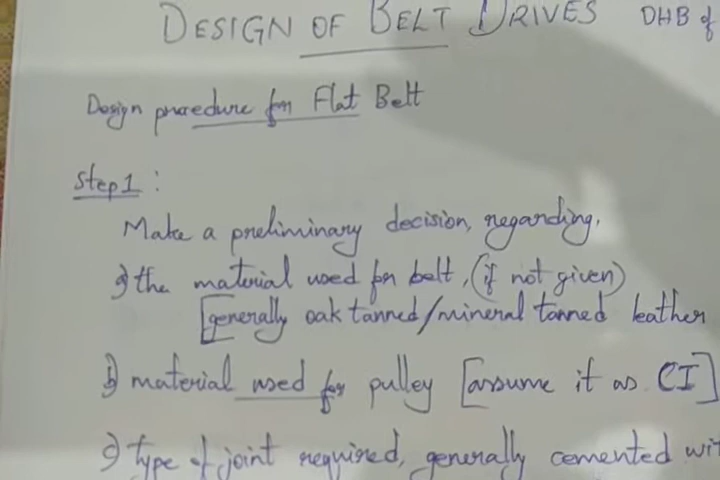 DESIGN OF BELT DRIVES DHB of
Design procedure for Flat Belt
Step 1 :
Make a preliminary decision, regarding,
a) the material used for belt, (if not given)
[generally oak tanned/mineral tanned leather
b) material used for pulley [assume it as CI]
c) type of joint required, generally cemented wit